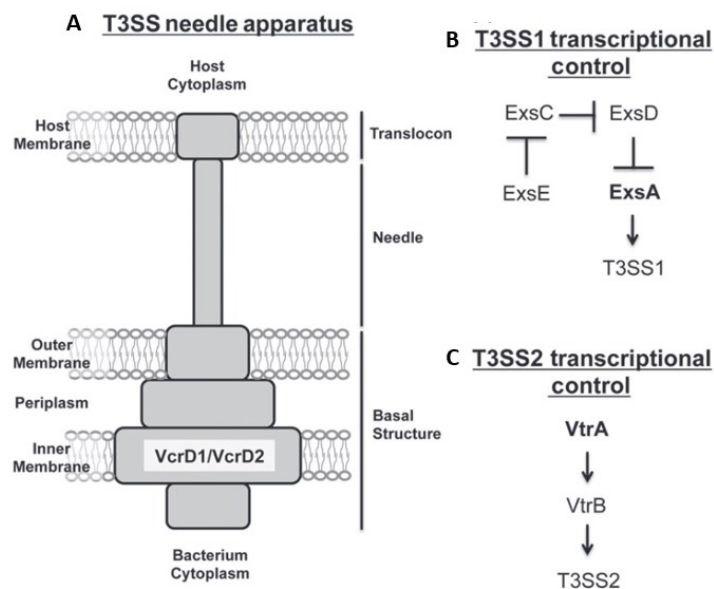 A T3SS needle apparatus
Host
Cytoplasm
Host
Membrane
Translocon
Needle
Outer
Membrane
Periplasm
Basal
Structure
Inner
Membrane
VcrD1/VcrD2
Bacterium
Cytoplasm
B T3SS1 transcriptional
control
ExsC ExsD
ExsE ExsA
T3SS1
C T3SS2 transcriptional
control
VtrA
VtrB
T3SS2